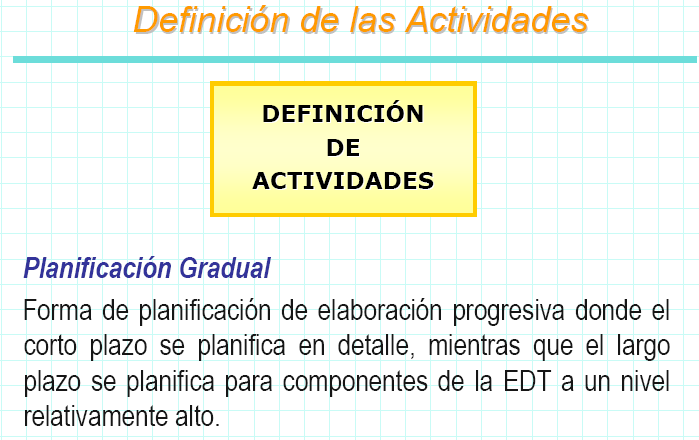 Definición de las Actividades
DEFINICIÓN
DE
ACTIVIDADES
Planificación Gradual
Forma de planificación de elaboración progresiva donde el
corto plazo se planifica en detalle, mientras que el largo
plazo se planifica para componentes de la EDT a un nivel
relativamente alto.